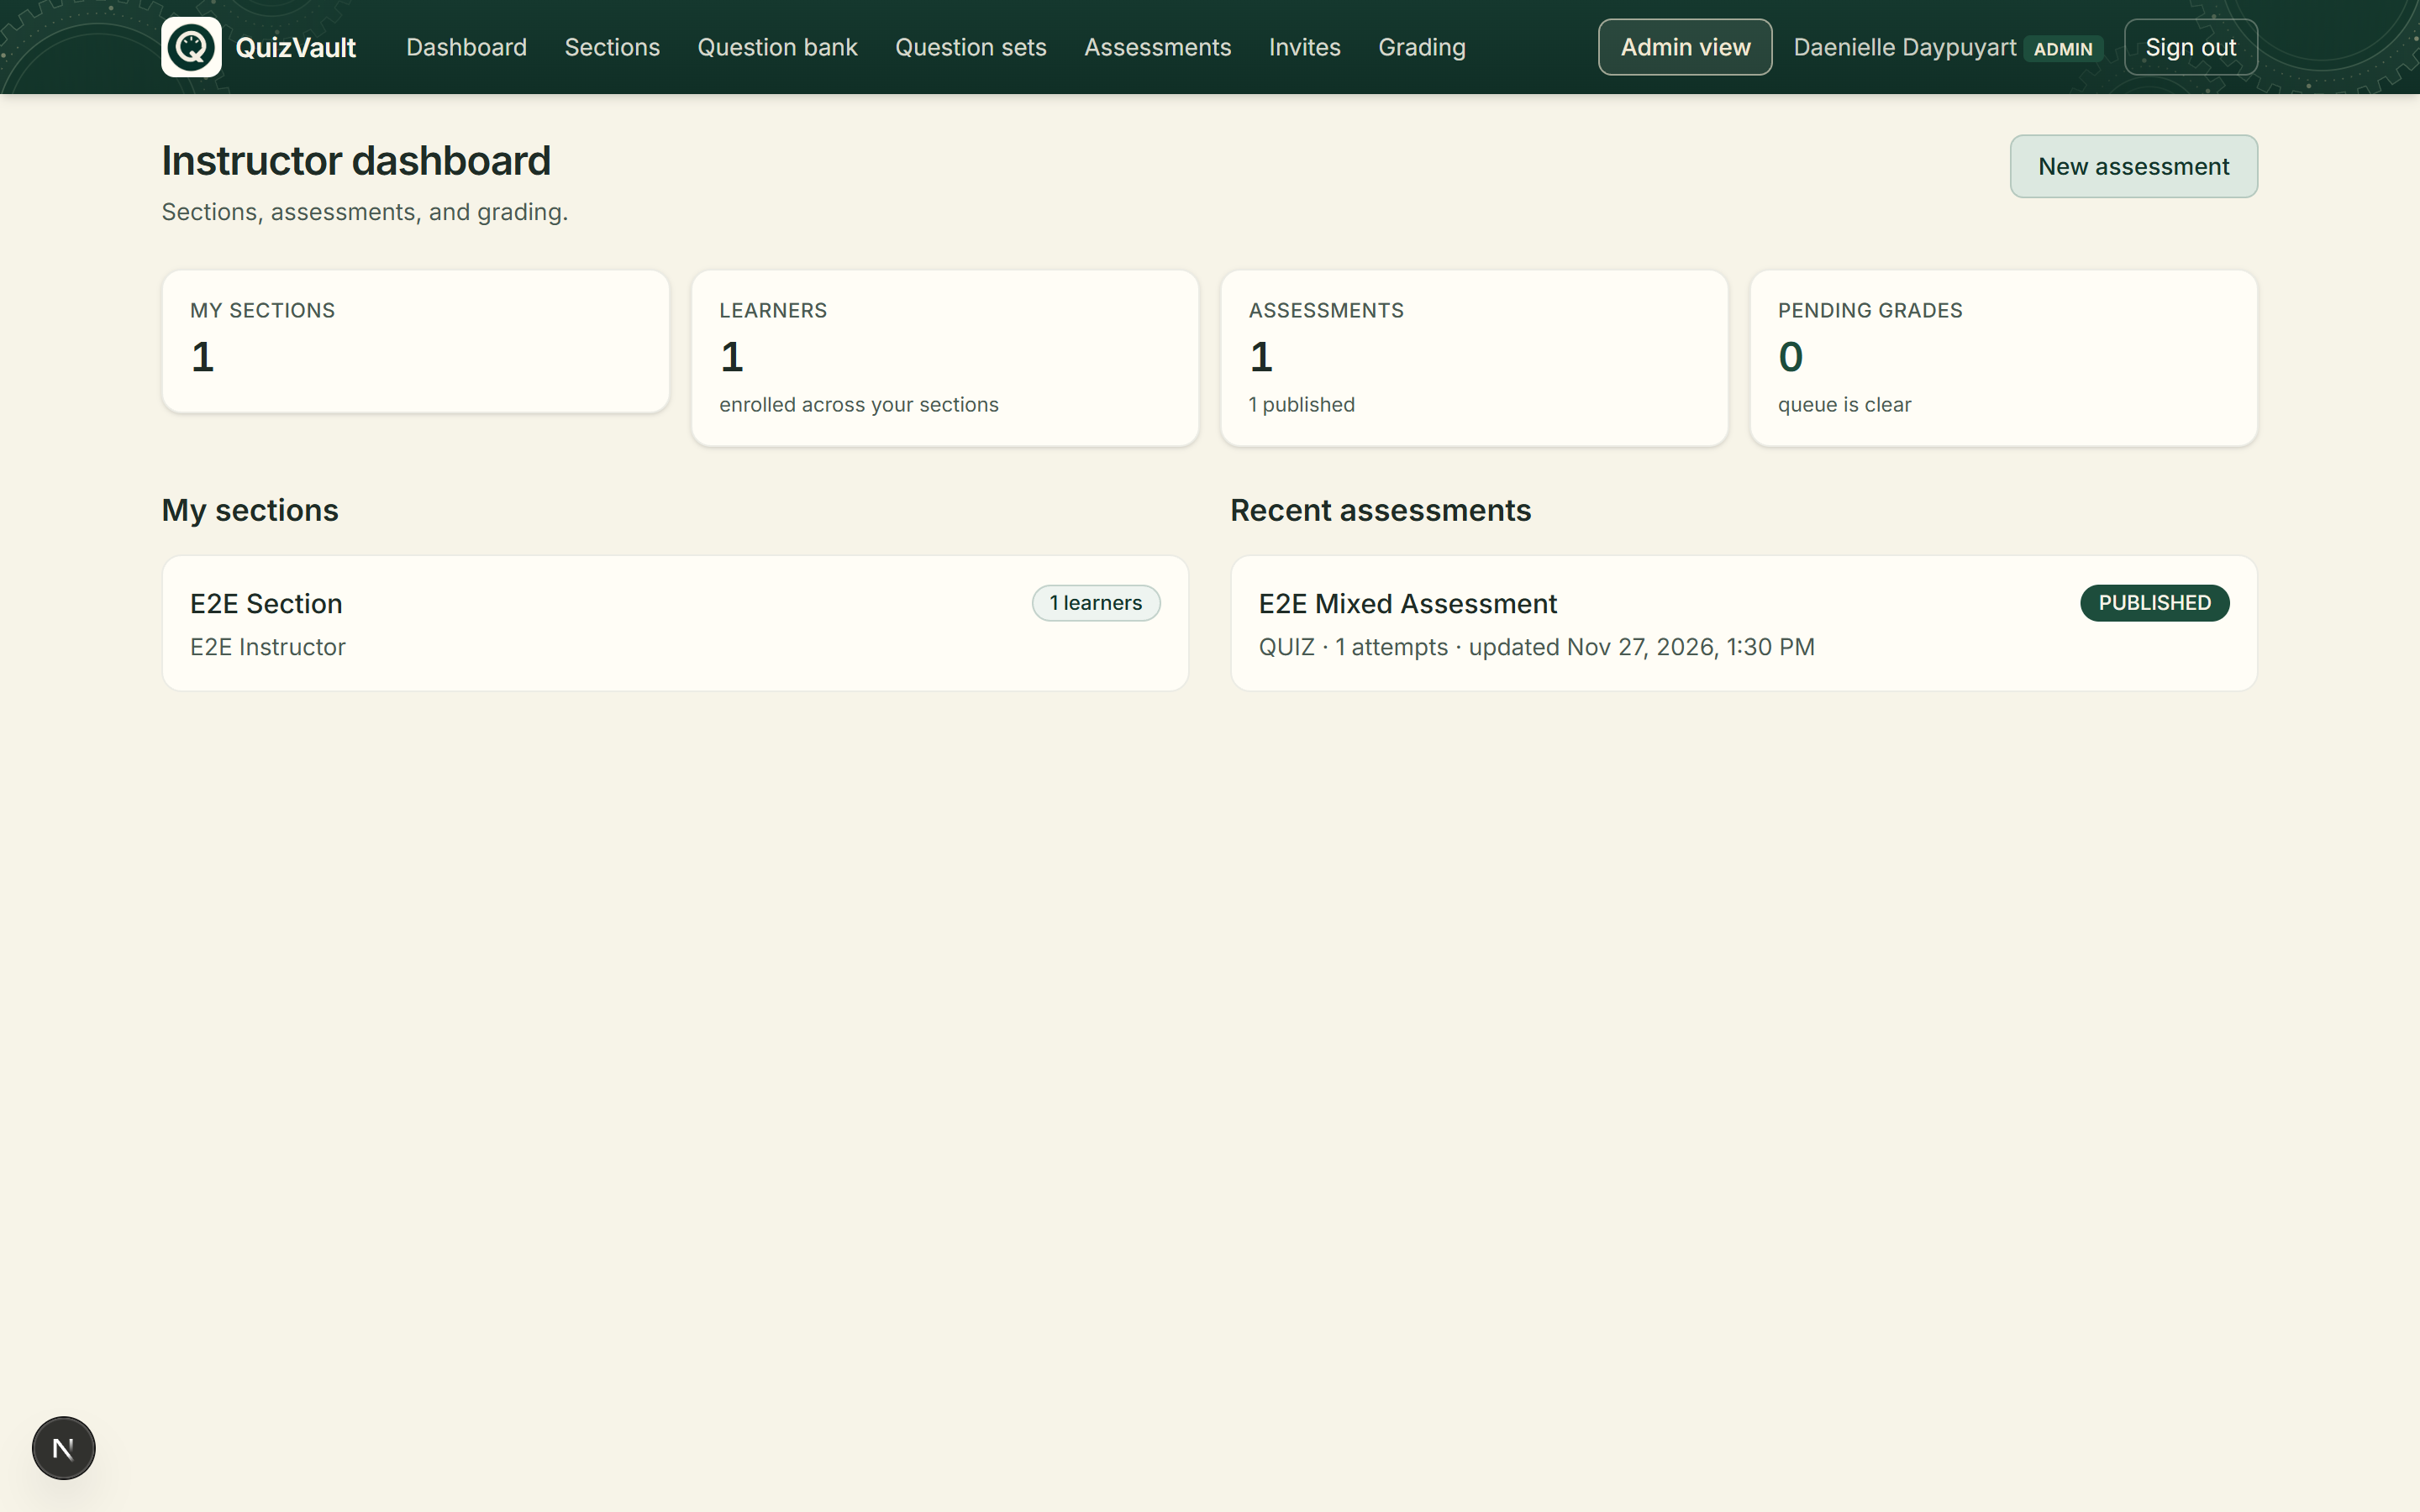 QuizVault Dashboard Sections Question bank Question sets Assessments Invites Grading Admin view Daenielle Daypuyart ADMIN Sign out
Instructor dashboard
New assessment
Sections, assessments, and grading.
MY SECTIONS
1
LEARNERS
1
enrolled across your sections
ASSESSMENTS
1
1 published
PENDING GRADES
0
queue is clear
My sections
E2E Section
1 learners
E2E Instructor
Recent assessments
E2E Mixed Assessment
PUBLISHED
QUIZ · 1 attempts · updated Nov 27, 2026, 1:30 PM
N